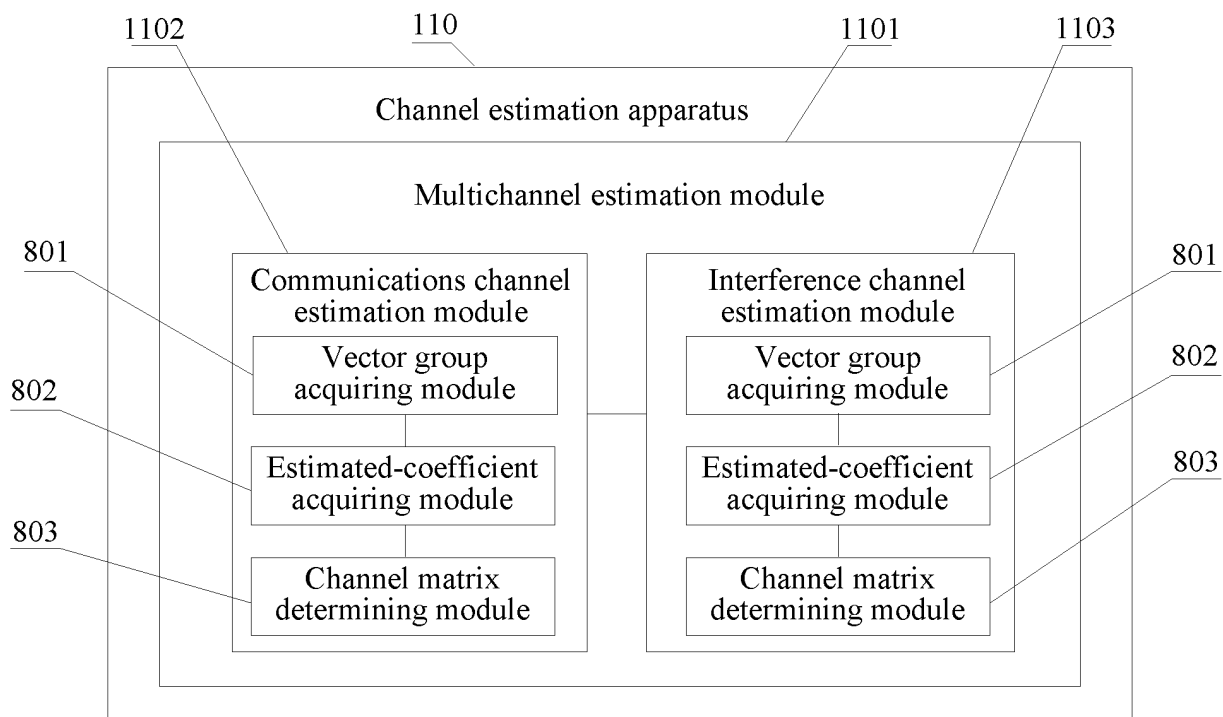 1102
110
1101
1103
Channel estimation apparatus
Multichannel estimation module
801
Communications channel
estimation module
Vector group
acquiring module
802
Estimated-coefficient
acquiring module
803
Channel matrix
determining module
Interference channel
estimation module
801
Vector group
acquiring module
802
Estimated-coefficient
acquiring module
803
Channel matrix
determining module